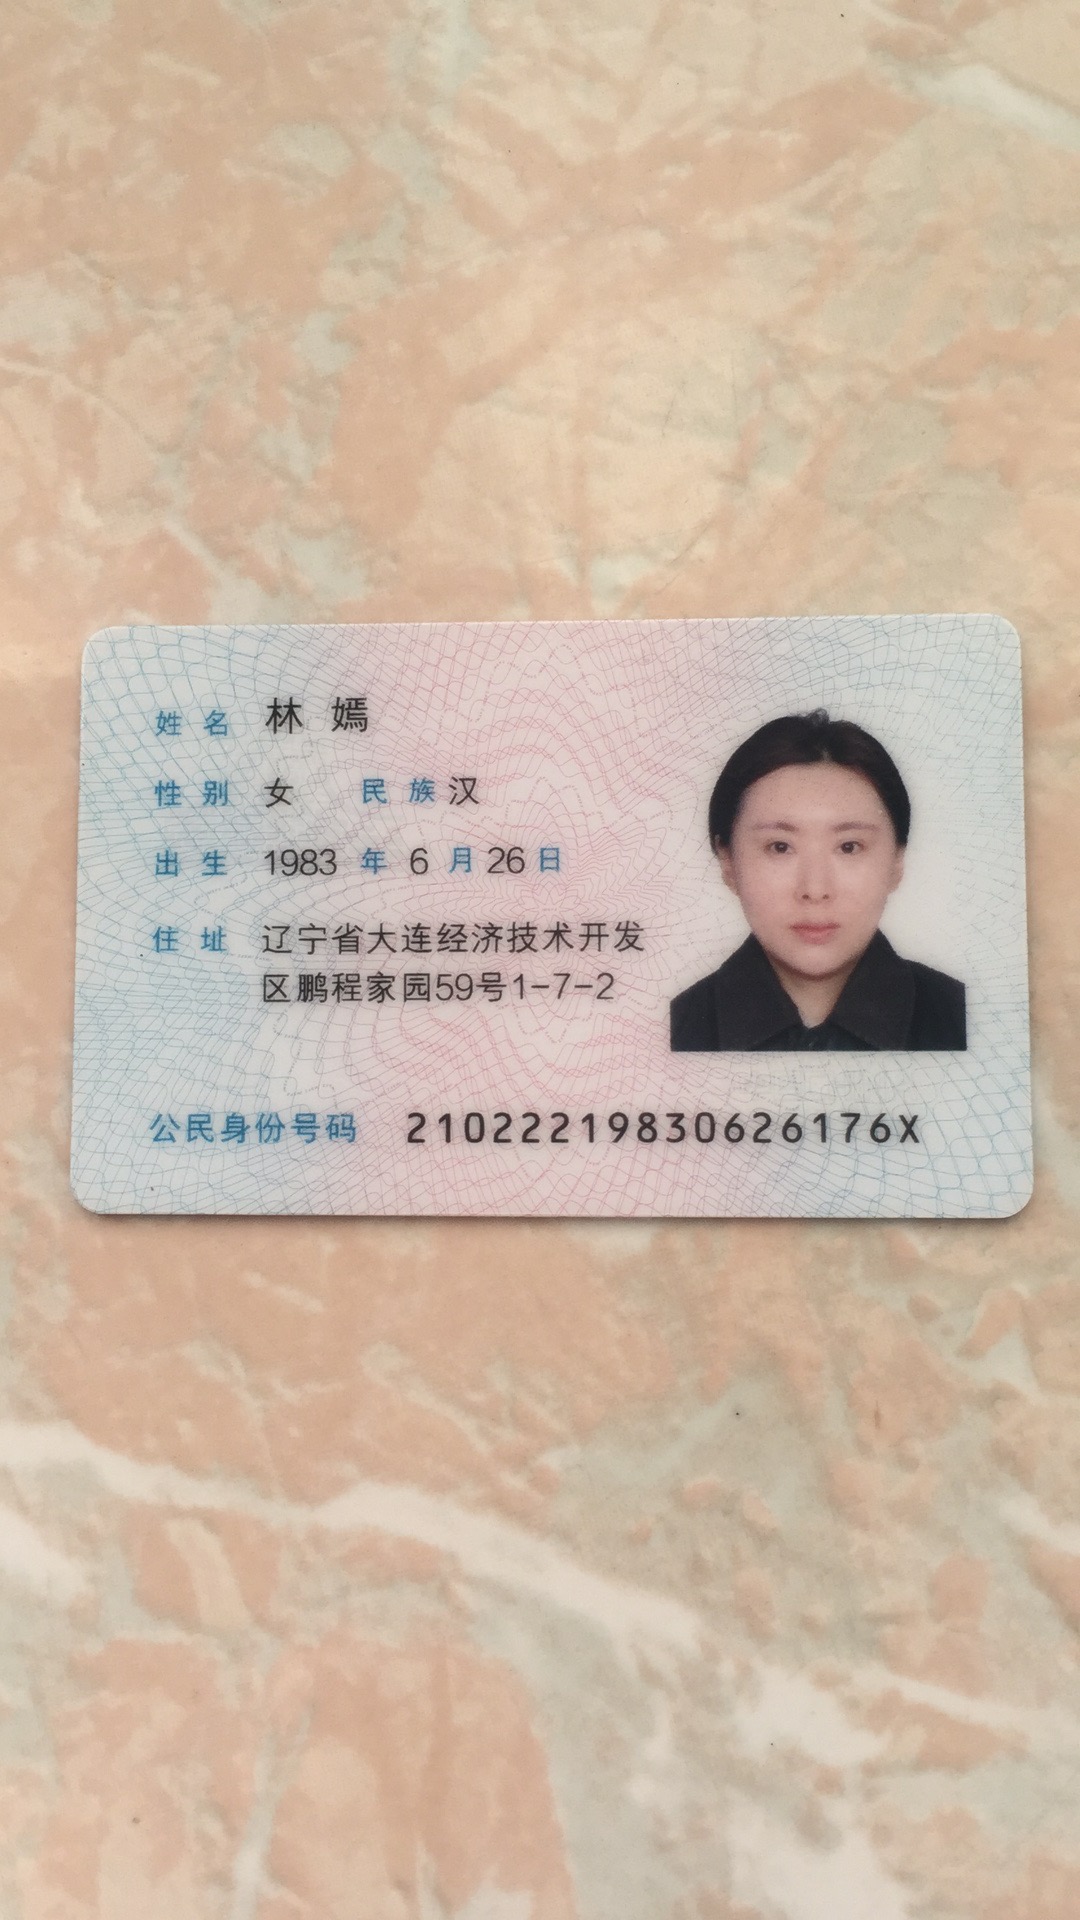 姓名 林嫣
性别 女 民族 汉
出生 1983 年 6 月 26 日
住址 辽宁省大连经济技术开发
区鹏程家园59号1-7-2
公民身份号码 21022219830626176X